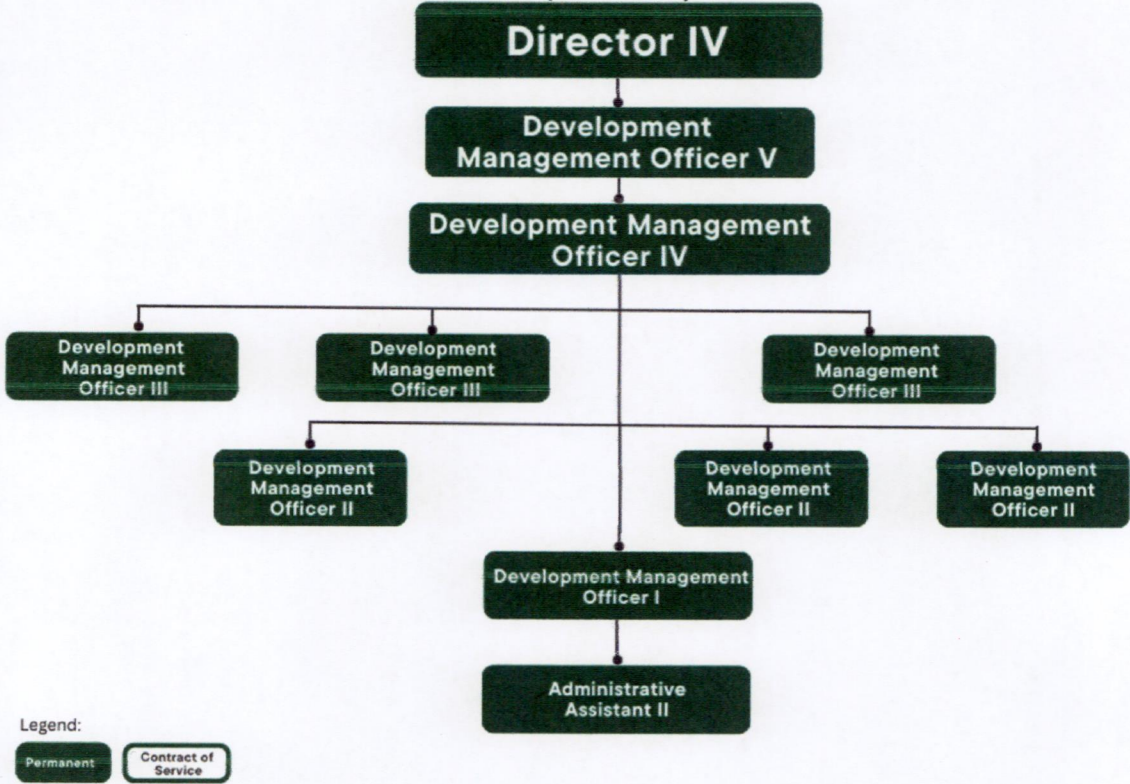 Director IV
Development
Management Officer V
Development Management
Officer IV
Development
Management
Officer III
Development
Management
Officer III
Development
Management
Officer III
Development
Management
Officer II
Development
Management
Officer II
Development
Management
Officer II
Development Management
Officer I
Administrative
Assistant II
Legend:
Permanent
Contract of
Service